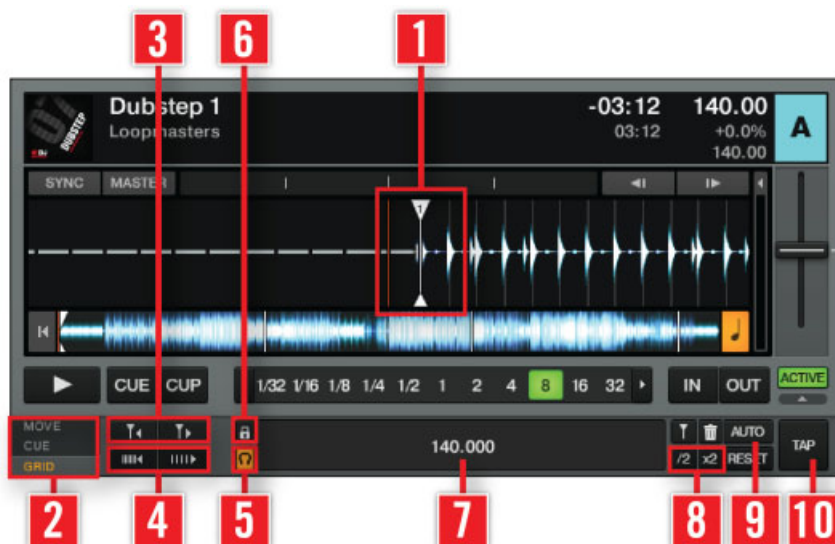 3
6
1
Dubstep 1
-03:12
140.00
A
Loopmasters
03:12
+0.0%
DUBSTEP
140.00
SYNC
MASTER
1
CUE
CUP
1/32
1/16
1/8
1/4
1/2
1
2
4
8
16
32
IN
OUT
ACTIVE
MOVE
CUE
GRID
140.000
AUTO
/2
x2
RESET
TAP
2
4
5
7
8
9
10